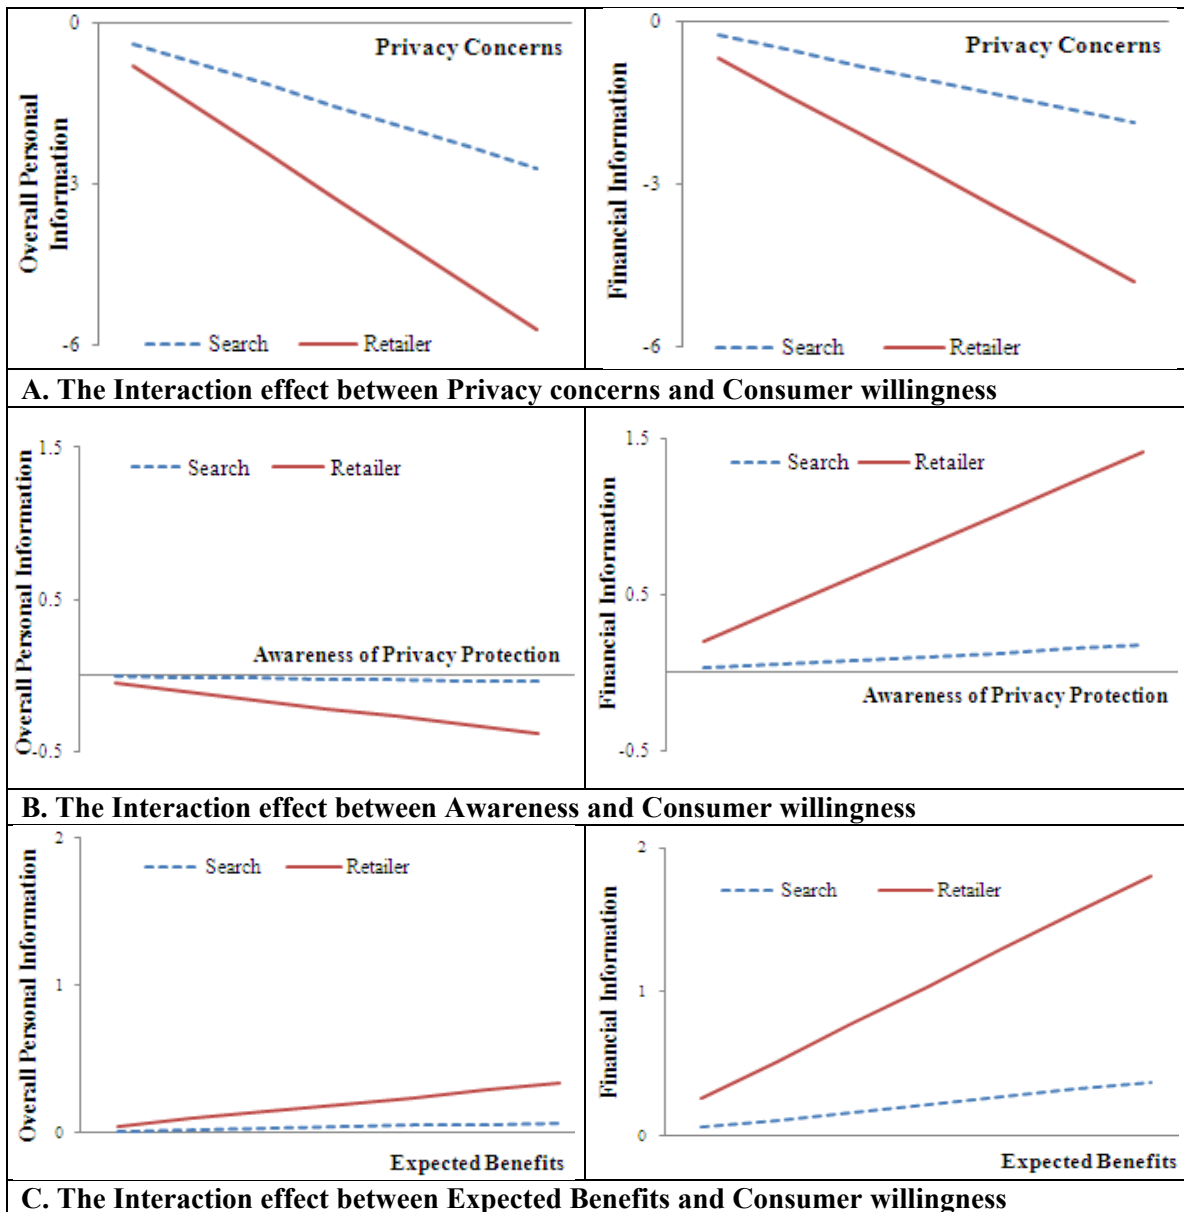 0
Privacy Concerns
Overall Personal
Information
-3
-6
Search
Retailer
0
Privacy Concerns
Financial Information
-3
-6
Search
Retailer
A. The Interaction effect between Privacy concerns and Consumer willingness
1.5
Search
Retailer
Overall Personal Information
0.5
Awareness of Privacy Protection
-0.5
1.5
Search
Retailer
Financial Information
0.5
Awareness of Privacy Protection
-0.5
B. The Interaction effect between Awareness and Consumer willingness
2
Search
Retailer
Overall Personal Information
1
0
Expected Benefits
2
Search
Retailer
Financial Information
1
0
Expected Benefits
C. The Interaction effect between Expected Benefits and Consumer willingness